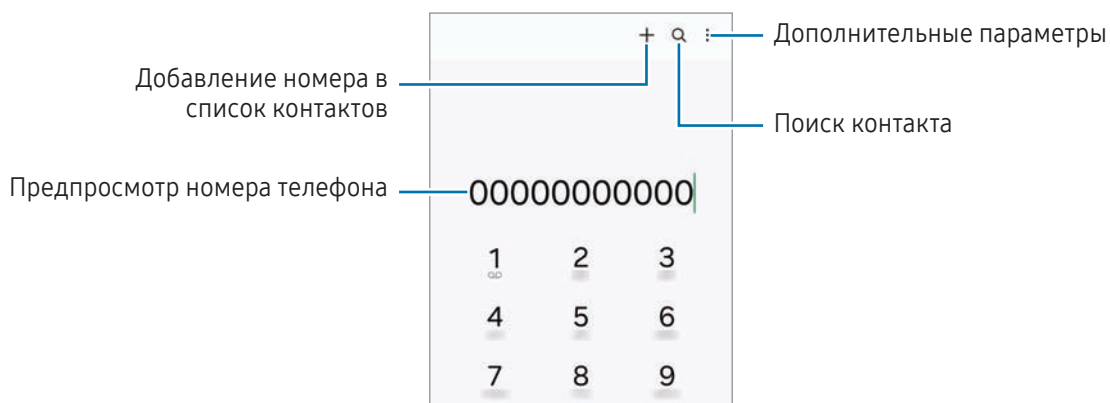 Дополнительные параметры
Добавление номера в
список контактов
Поиск контакта
Предпросмотр номера телефона
00000000000
1 2 3
4 5 6
7 8 9